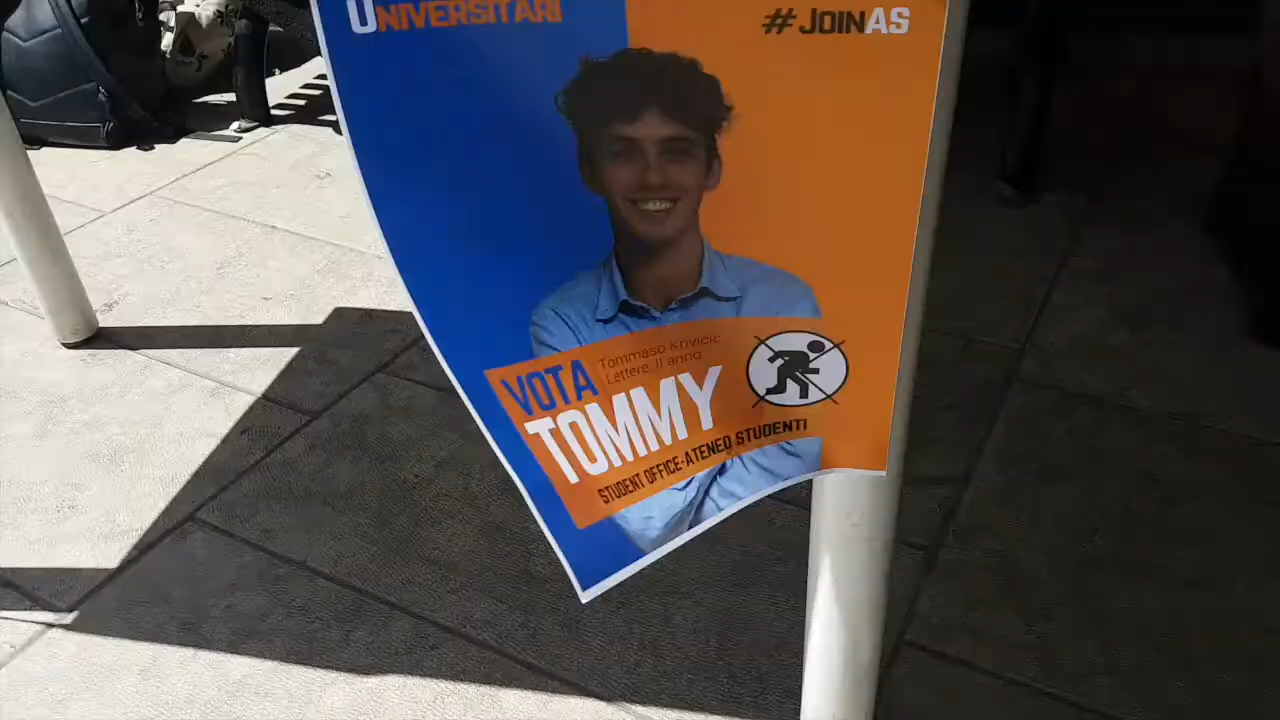 UNIVERSITARI
#JOINAS
VOTA
Tommaso Krivicic
Lettere, II anno
TOMMY
STUDENT OFFICE-ATENEO STUDENTI